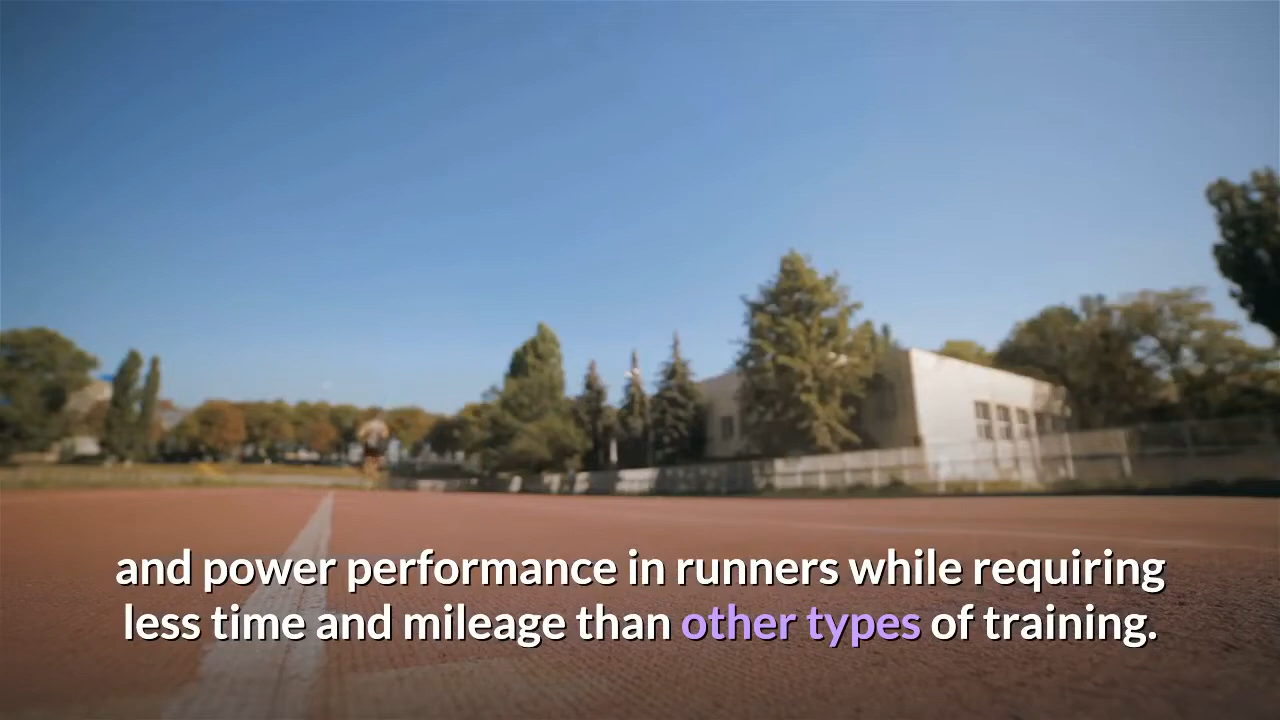 and power performance in runners while requiring
less time and mileage than other types of training.